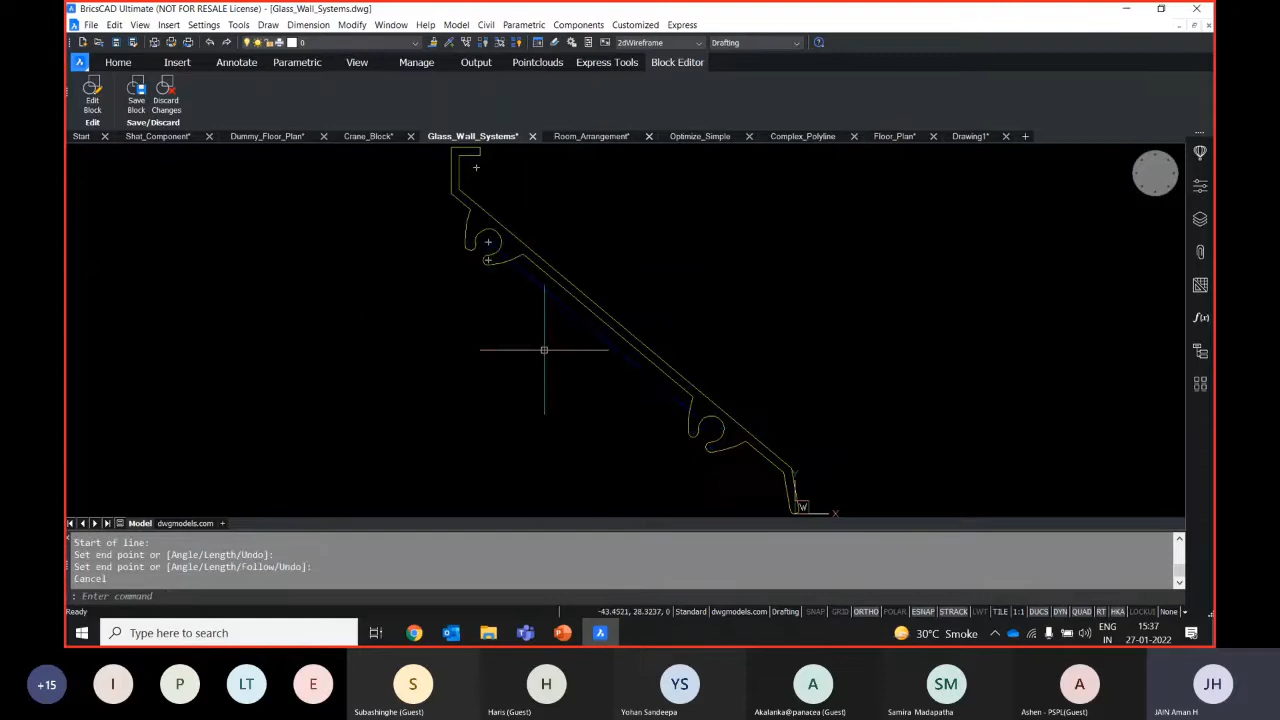 BricsCAD Ultimate (NOT FOR RESALE License) - [Glass_Wall_Systems.dwg]
File Edit View Insert Settings Tools Draw Dimension Modify Window Help Model Civil Parametric Components Customized Express
0 2dWireframe Drafting
Home Insert Annotate Parametric View Manage Output Pointclouds Express Tools Block Editor
Edit Block Save Block Discard Changes
Edit Save/Discard
Start Shat_Component* Dummy_Floor_Plan* Crane_Block* Glass_Wall_Systems* Room_Arrangement* Optimize_Simple Complex_Polyline Floor_Plan* Drawing1* +
W X
Model dwgmodels.com +
Start of line:
Set end point or [Angle/Length/Undo]:
Set end point or [Angle/Length/Follow/Undo]:
Cancel
: Enter command
Ready -43.4521, 28.3237, 0 Standard dwgmodels.com Drafting SNAP GRID ORTHO POLAR ESNAP STRACK LWT TILE 1:1 DUCS DYN QUAD RT HKA LOCKUI None
Type here to search 30°C Smoke ENG IN 15:37 27-01-2022
+15 I P LT E S H YS A SM A JH
Subashinghe (Guest) Haris (Guest) Yohan Sandeepa Akalanka@panacea (Guest) Samira Madapatha Ashen - PSPL(Guest) JAIN Aman H